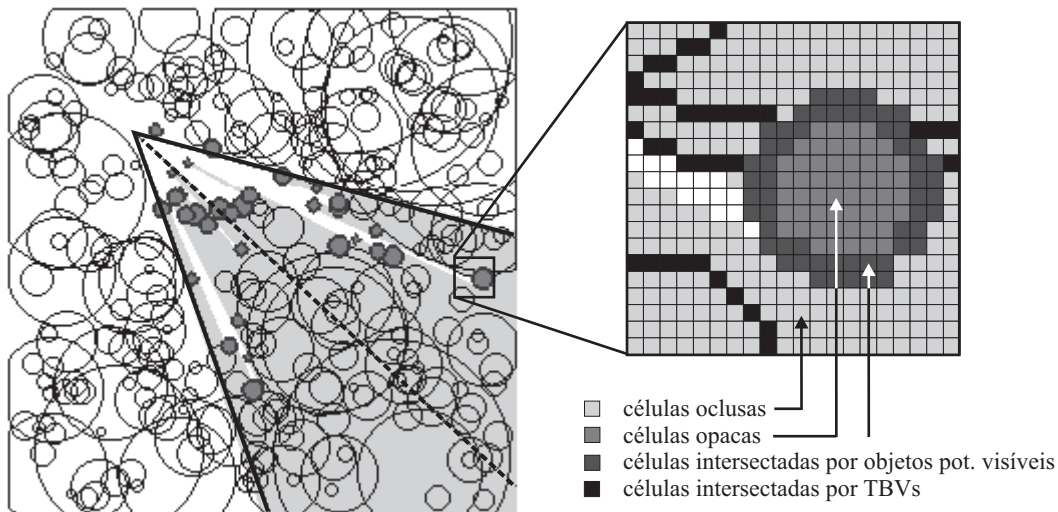 células oclusas
células opacas
células intersectadas por objetos pot. visíveis
células intersectadas por TBVs